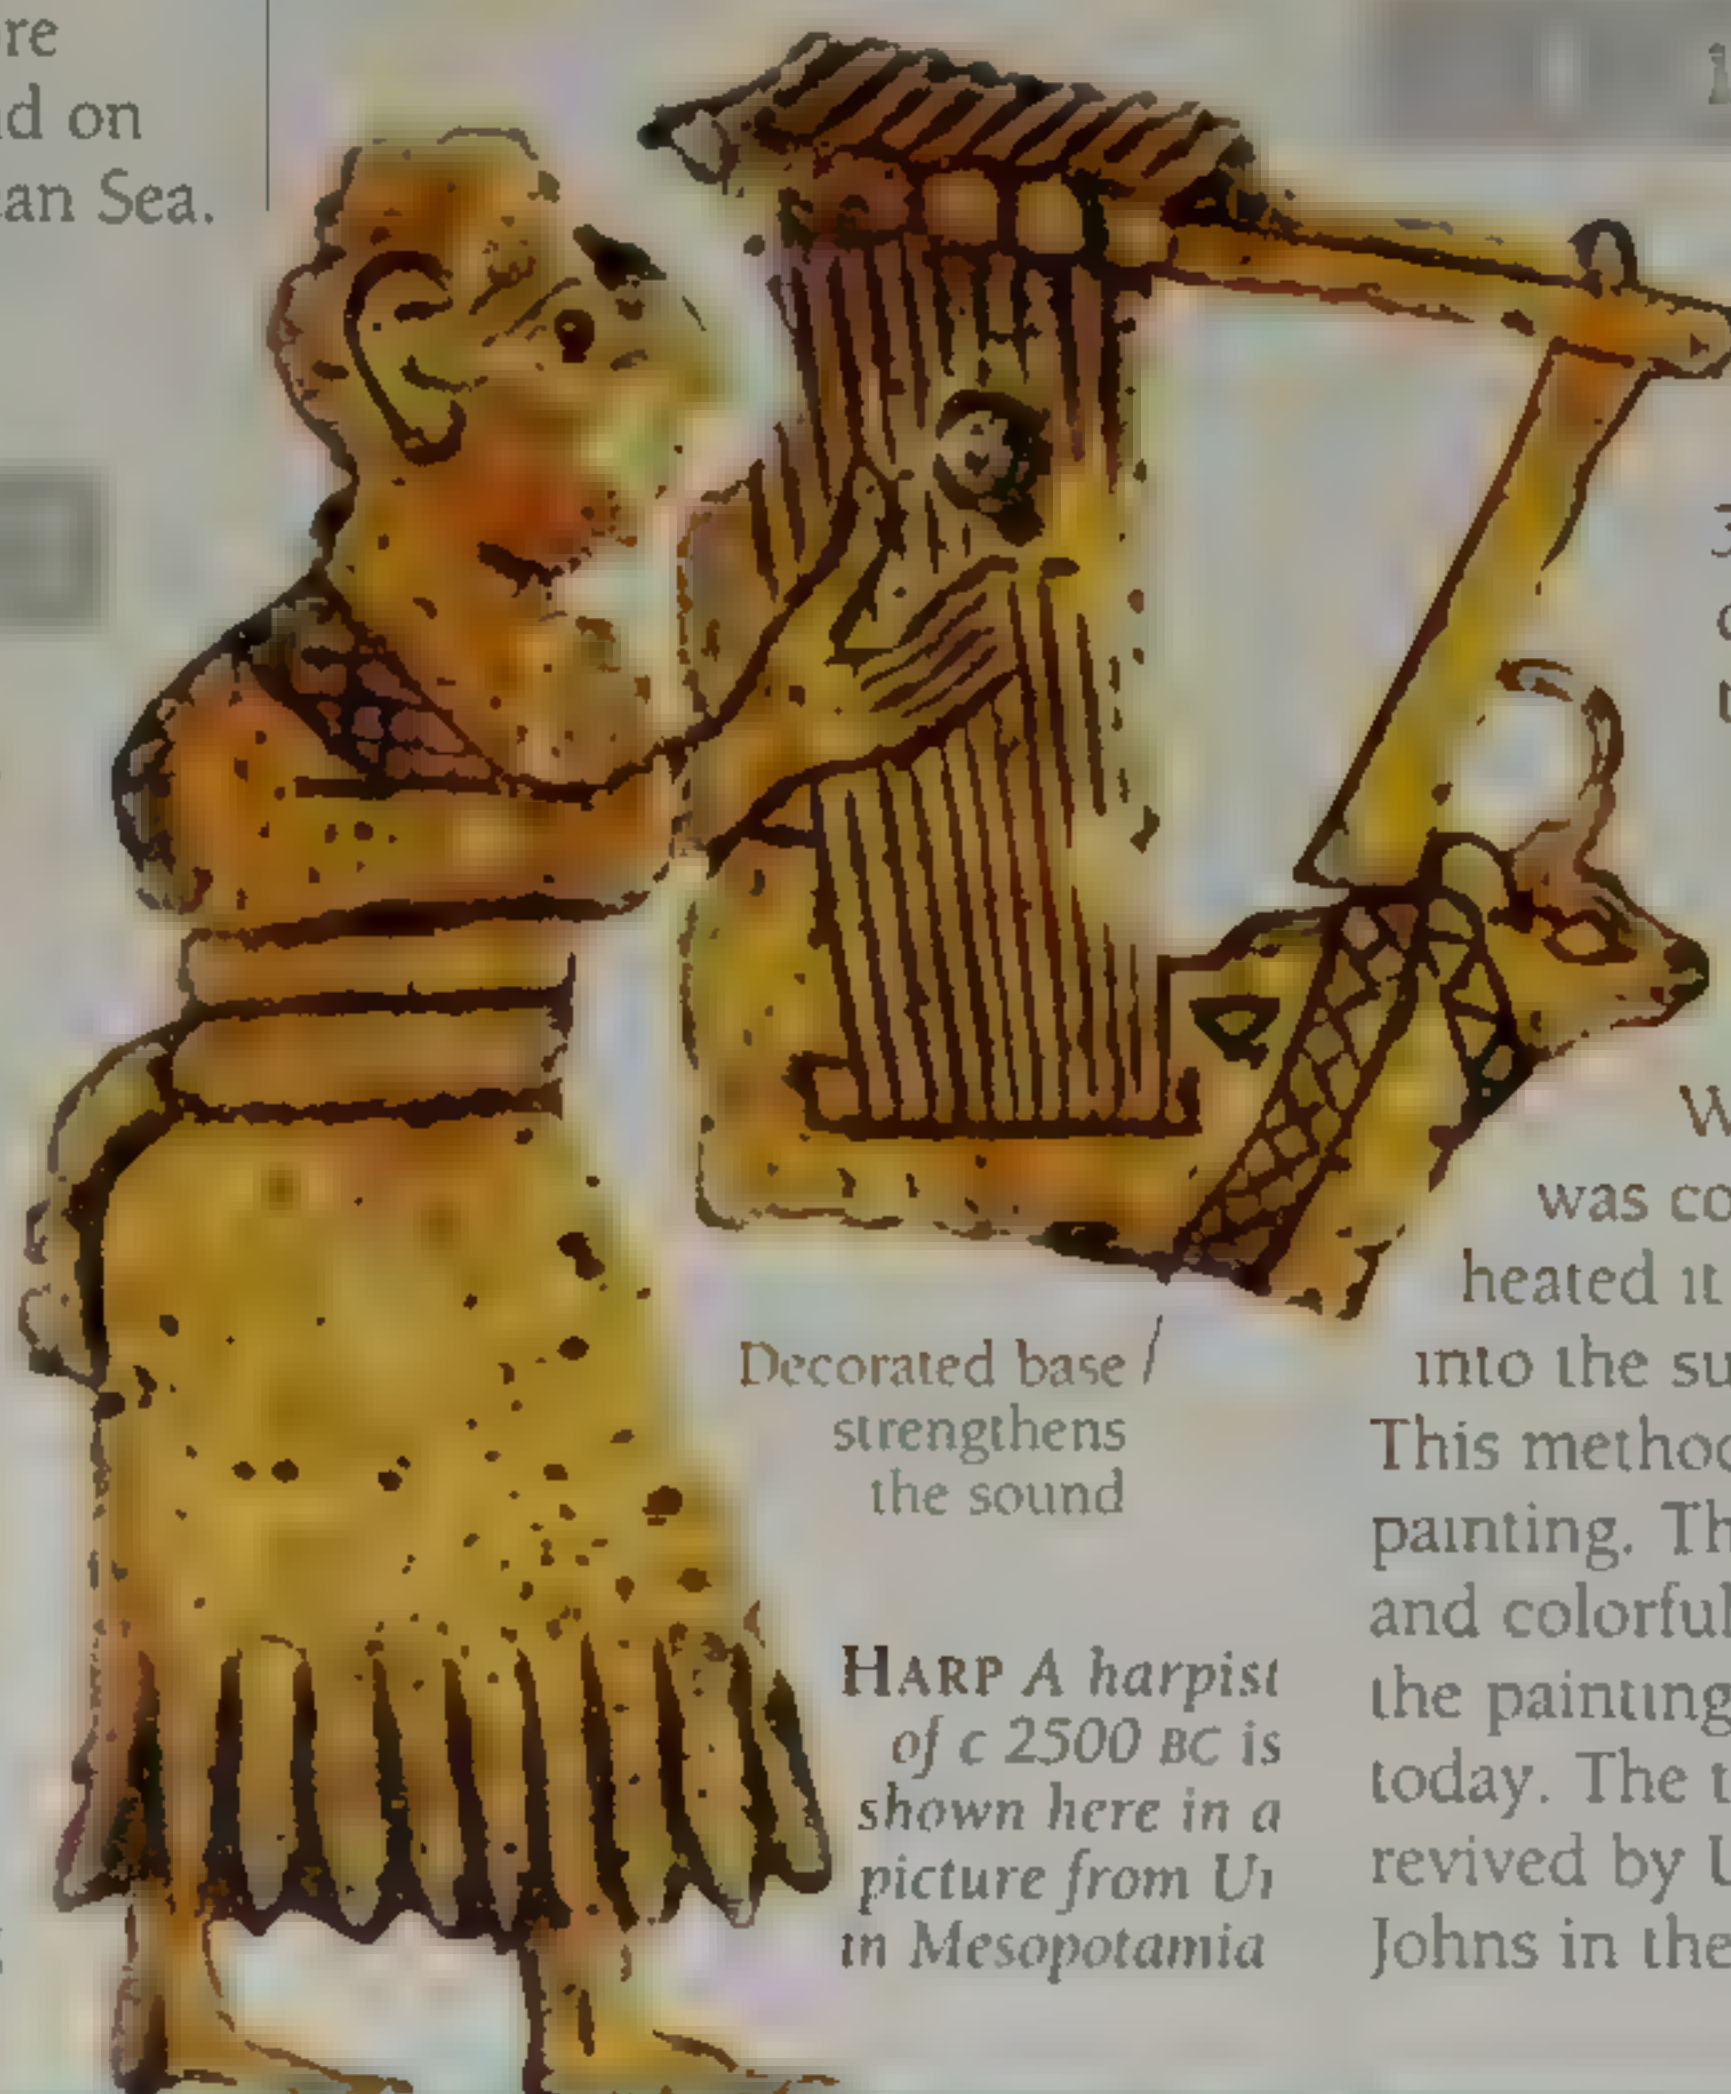 re
d on
an Sea.
Decorated base
strengthens
the sound
HARP A harpist
of c 2500 BC is
shown here in a
picture from Ur
in Mesopotamia
W
was co
heated it
into the su
This method
painting. Th
and colorful
the painting
today. The t
revived by U
Johns in the